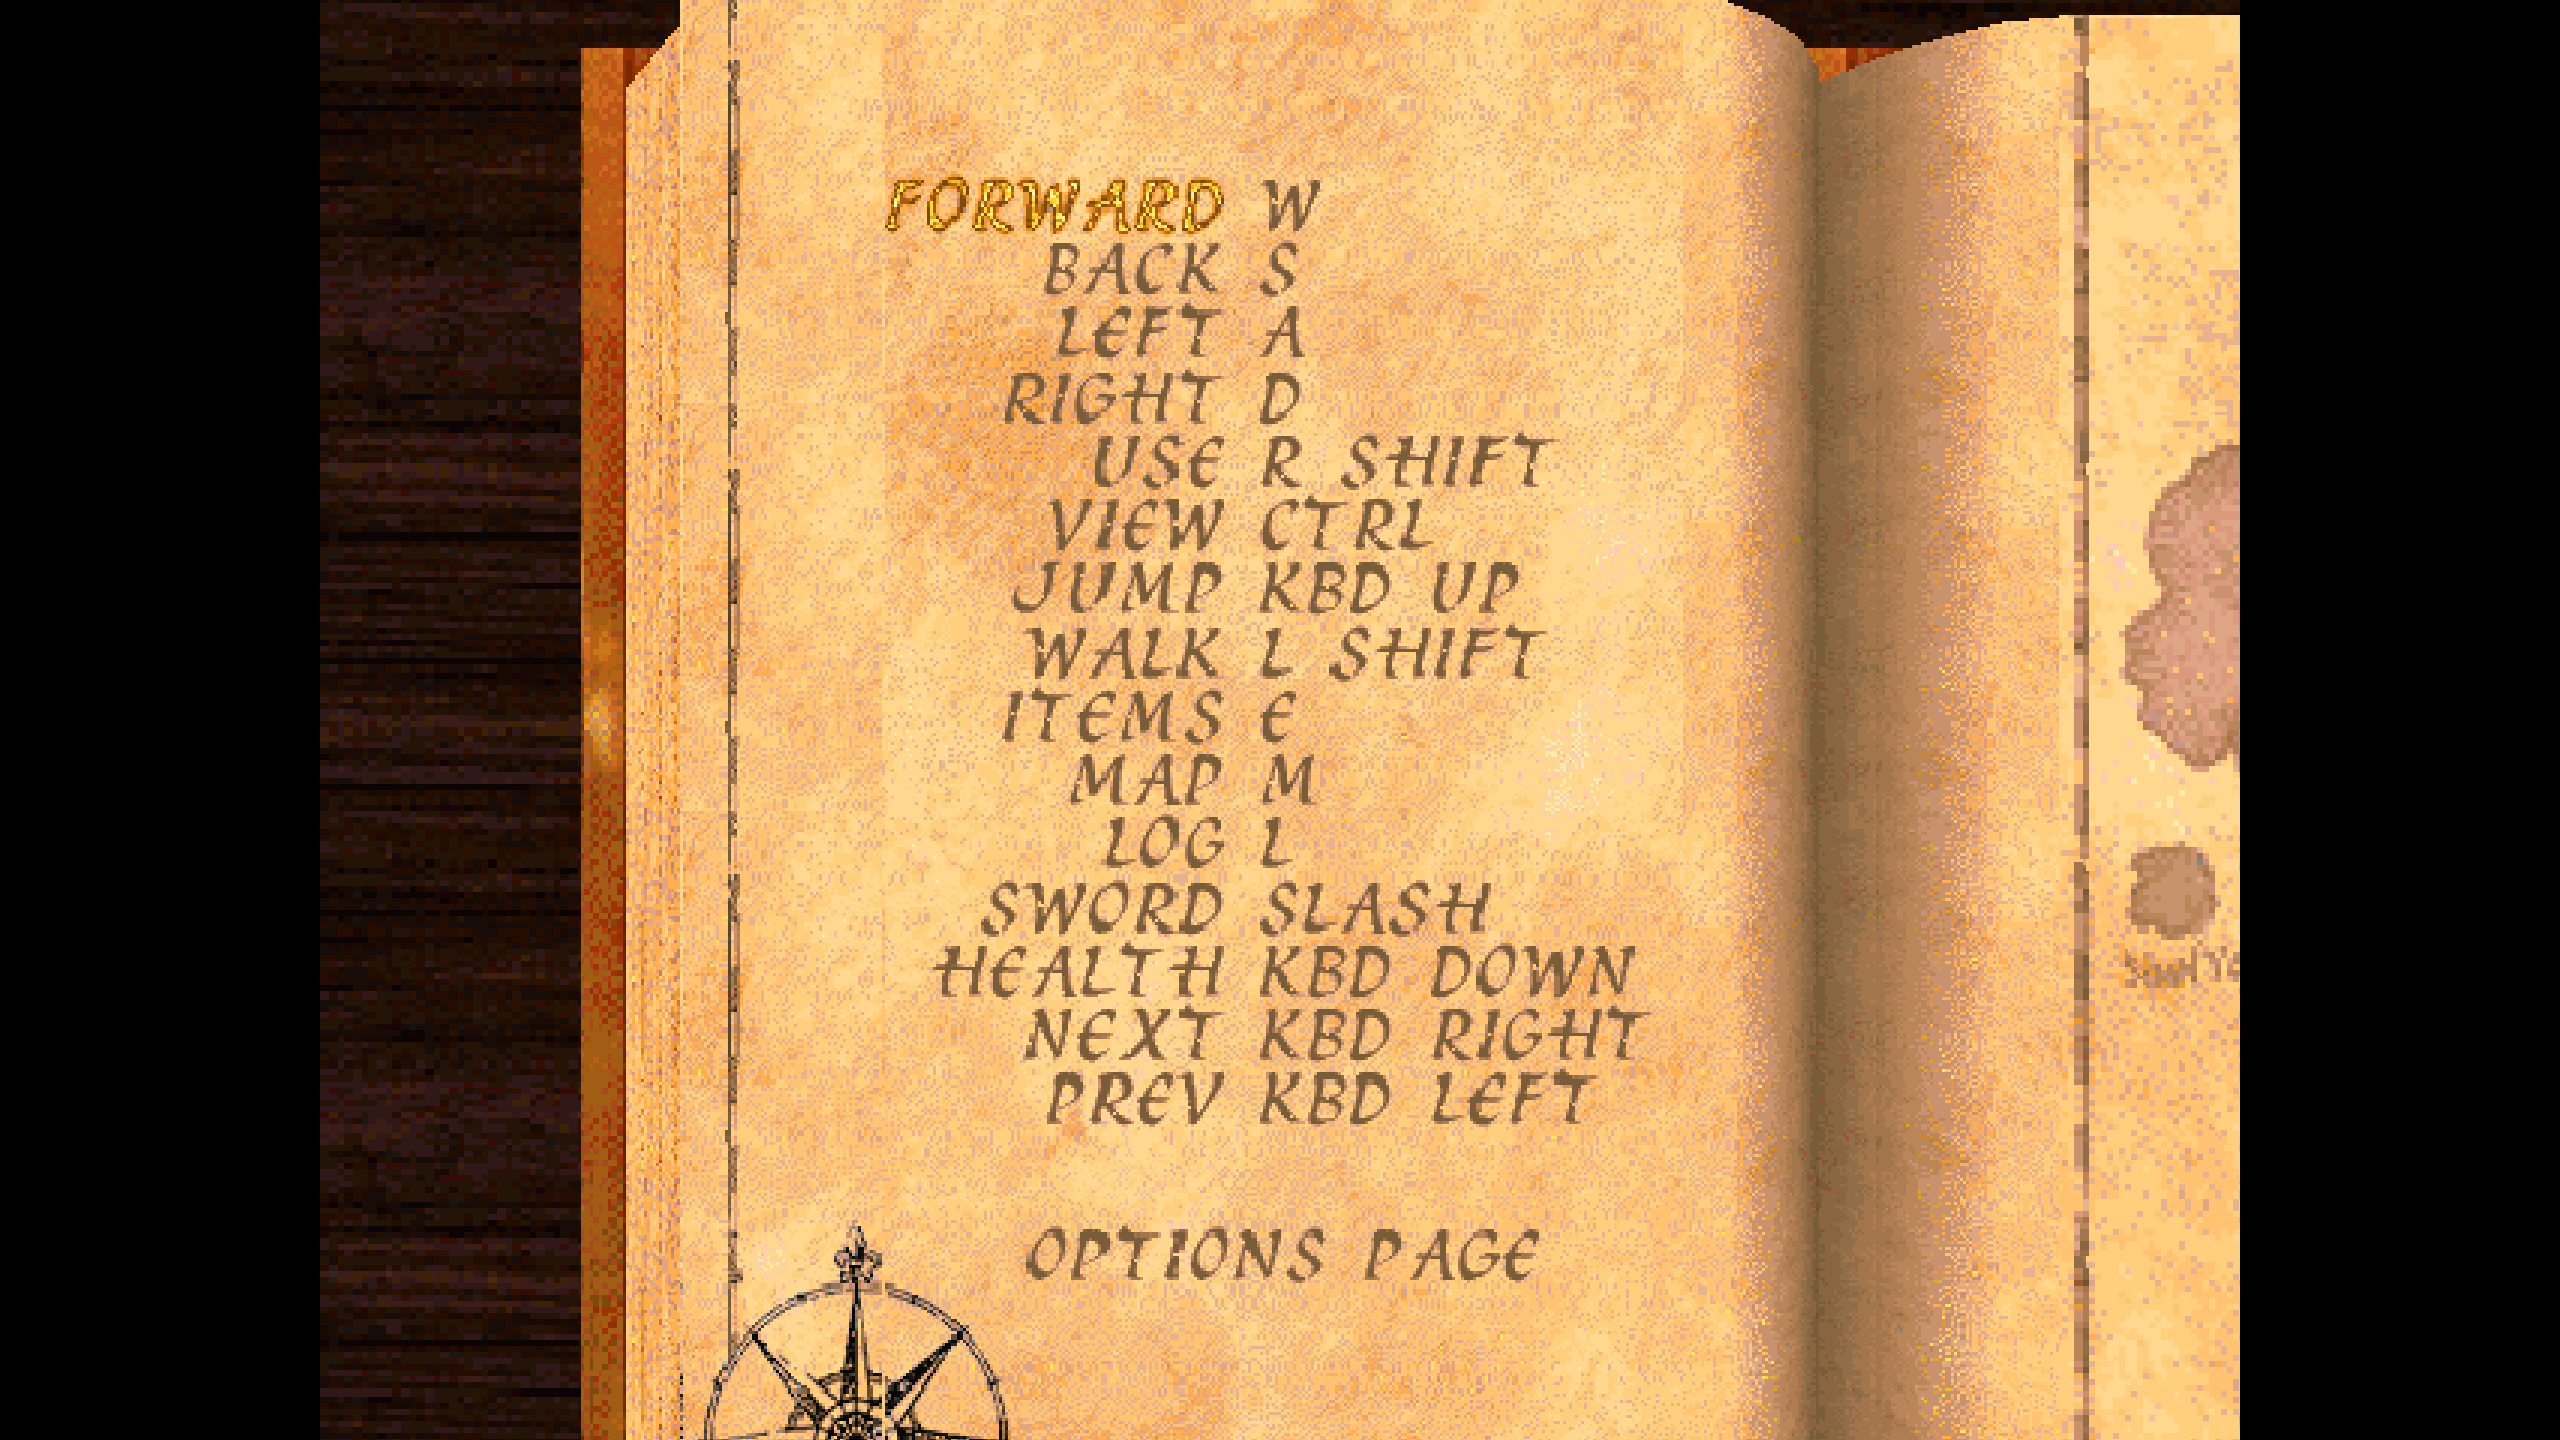 FORWARD W
BACK S
LEFT A
RIGHT D
USE R SHIFT
VIEW CTRL
JUMP KBD UP
WALK L SHIFT
ITEMS E
MAP M
LOG L
SWORD SLASH
HEALTH KBD DOWN
NEXT KBD RIGHT
PREV KBD LEFT
OPTIONS PAGE